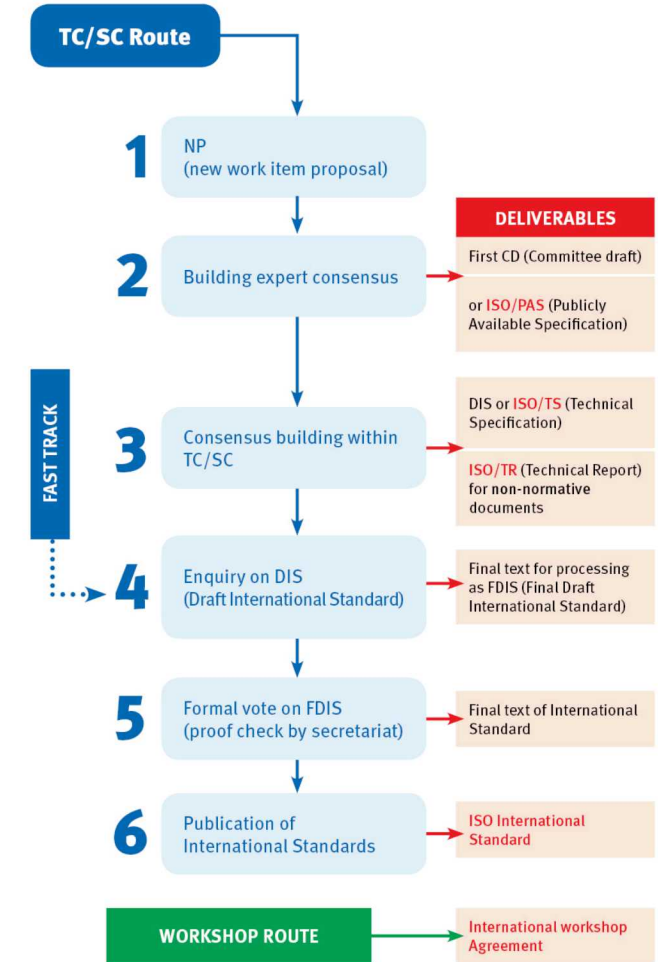 TC/SC Route
1
NP
(new work item proposal)
DELIVERABLES
2
Building expert consensus
First CD (Committee draft)
or ISO/PAS (Publicly
Available Specification)
FAST TRACK
3
Consensus building within
TC/SC
DIS or ISO/TS (Technical
Specification)
ISO/TR (Technical Report)
for non-normative
documents
4
Enquiry on DIS
(Draft International Standard)
Final text for processing
as FDIS (Final Draft
International Standard)
5
Formal vote on FDIS
(proof check by secretariat)
Final text of International
Standard
6
Publication of
International Standards
ISO International
Standard
WORKSHOP ROUTE
International workshop
Agreement